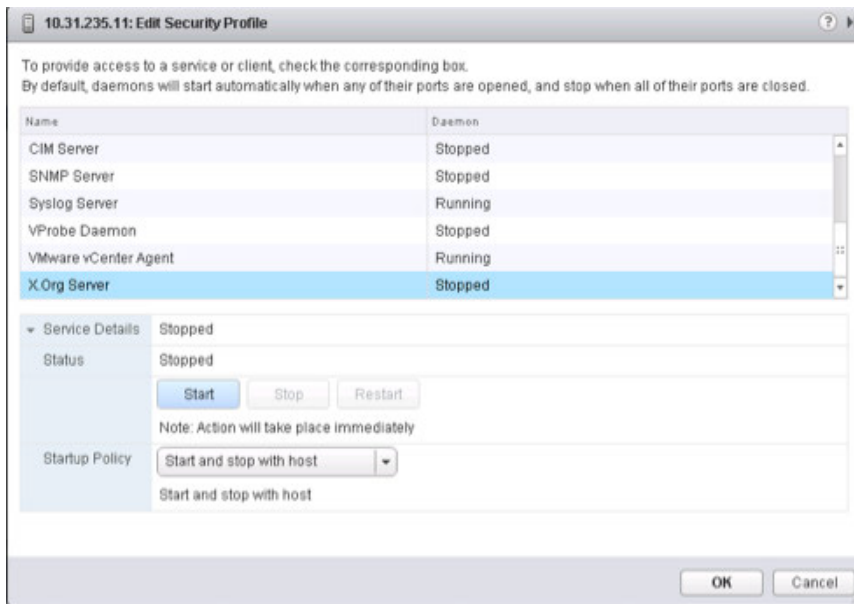 10.31.235.11: Edit Security Profile
?
To provide access to a service or client, check the corresponding box.
By default, daemons will start automatically when any of their ports are opened, and stop when all of their ports are closed.
Name Daemon
CIM Server Stopped
SNMP Server Stopped
Syslog Server Running
VProbe Daemon Stopped
VMware vCenter Agent Running
X.Org Server Stopped
Service Details Stopped
Status Stopped
Start Stop Restart
Note: Action will take place immediately
Startup Policy Start and stop with host
Start and stop with host
OK Cancel